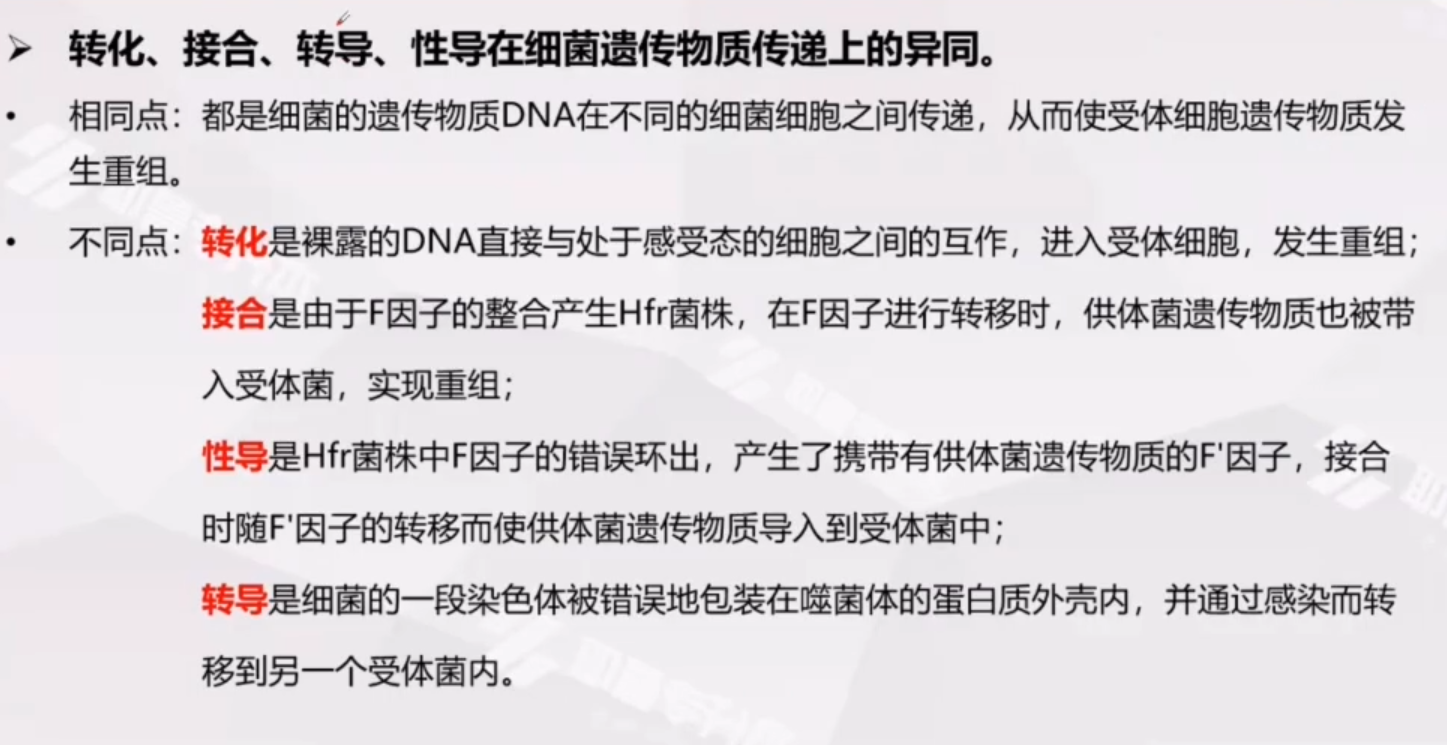 ➢ 转化、接合、转导、性导在细菌遗传物质传递上的异同。
• 相同点：都是细菌的遗传物质DNA在不同的细菌细胞之间传递，从而使受体细胞遗传物质发
生重组。
• 不同点：转化是裸露的DNA直接与处于感受态的细胞之间的互作，进入受体细胞，发生重组；
接合是由于F因子的整合产生Hfr菌株，在F因子进行转移时，供体菌遗传物质也被带
入受体菌，实现重组；
性导是Hfr菌株中F因子的错误环出，产生了携带有供体菌遗传物质的F'因子，接合
时随F'因子的转移而使供体菌遗传物质导入到受体菌中；
转导是细菌的一段染色体被错误地包装在噬菌体的蛋白质外壳内，并通过感染而转
移到另一个受体菌内。